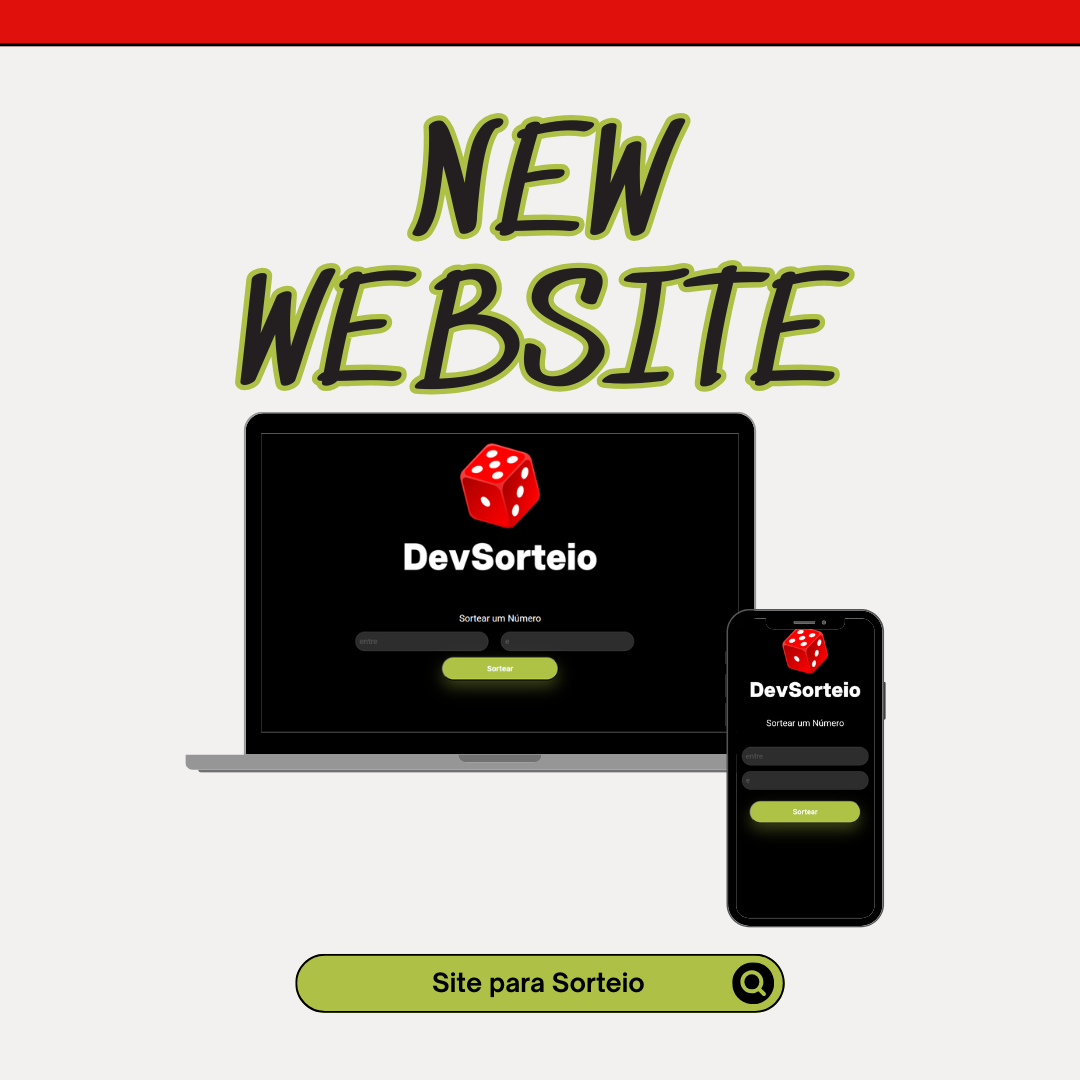 NEW
WEBSITE
DevSorteio
Sortear um Número
entre
e
Sortear
DevSorteio
Sortear um Número
entre
e
Sortear
Site para Sorteio